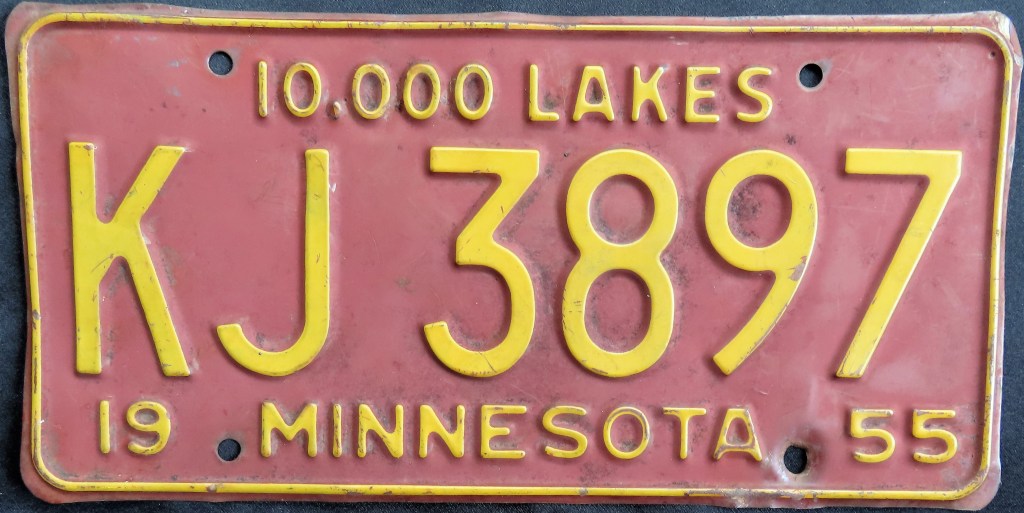 10,000 LAKES
KJ 3897
19 MINNESOTA 55